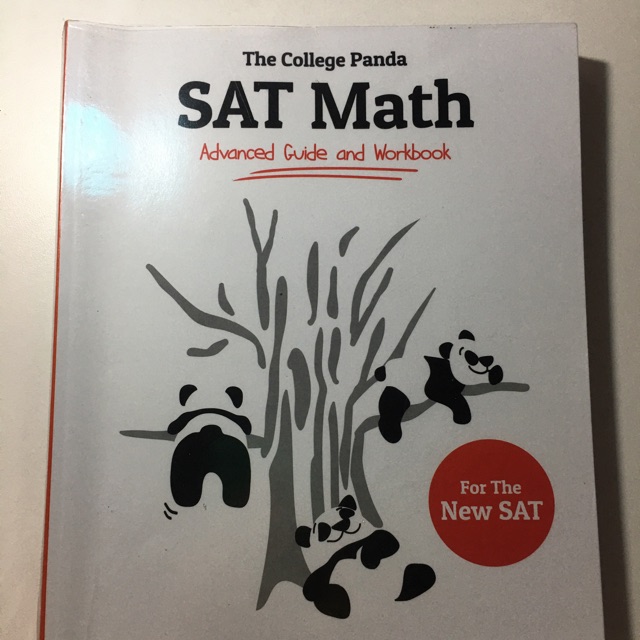 The College Panda
SAT Math
Advanced Guide and Workbook
For The
New SAT